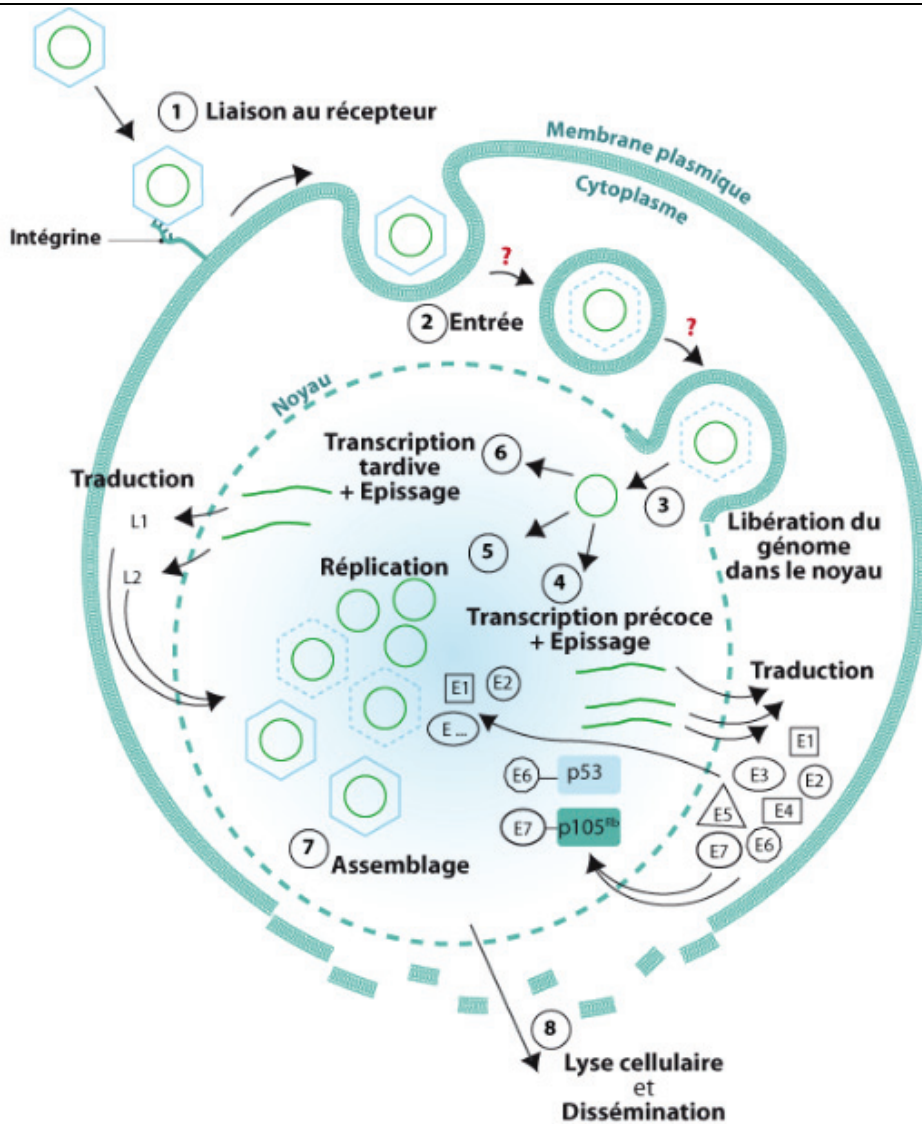 1 Liaison au récepteur
Intégrine
Membrane plasmique
Cytoplasme
?
2 Entrée
?
Noyau
Transcription
tardive
+ Epissage
6
Traduction
L1
L2
3
Libération du
génome
dans le noyau
5
Réplication
4
Transcription précoce
+ Epissage
Traduction
E1
E2
E ...
E1
E3
E2
E5
E4
E7
E6
E6
p53
E7
p105Rb
7 Assemblage
8
Lyse cellulaire
et
Dissémination